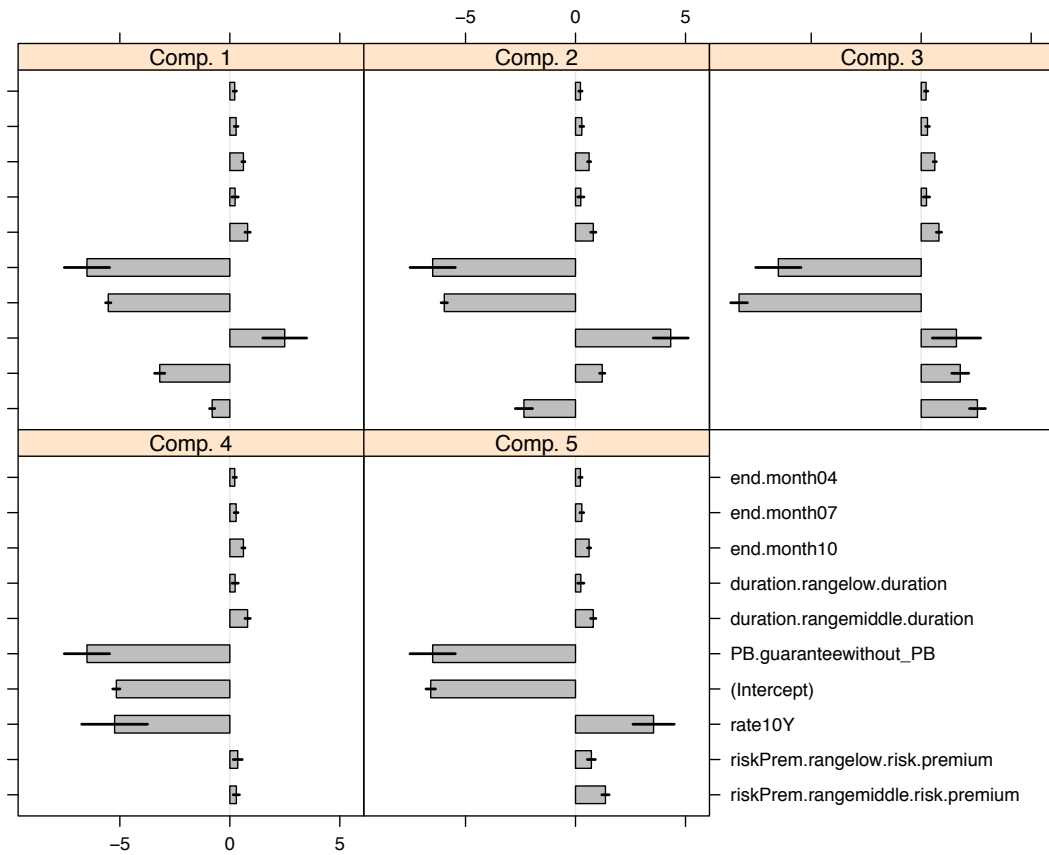 −5 0 5
Comp. 1 Comp. 2 Comp. 3
Comp. 4 Comp. 5
end.month04
end.month07
end.month10
duration.rangelow.duration
duration.rangemiddle.duration
PB.guaranteewithout_PB
(Intercept)
rate10Y
riskPrem.rangelow.risk.premium
riskPrem.rangemiddle.risk.premium
−5 0 5